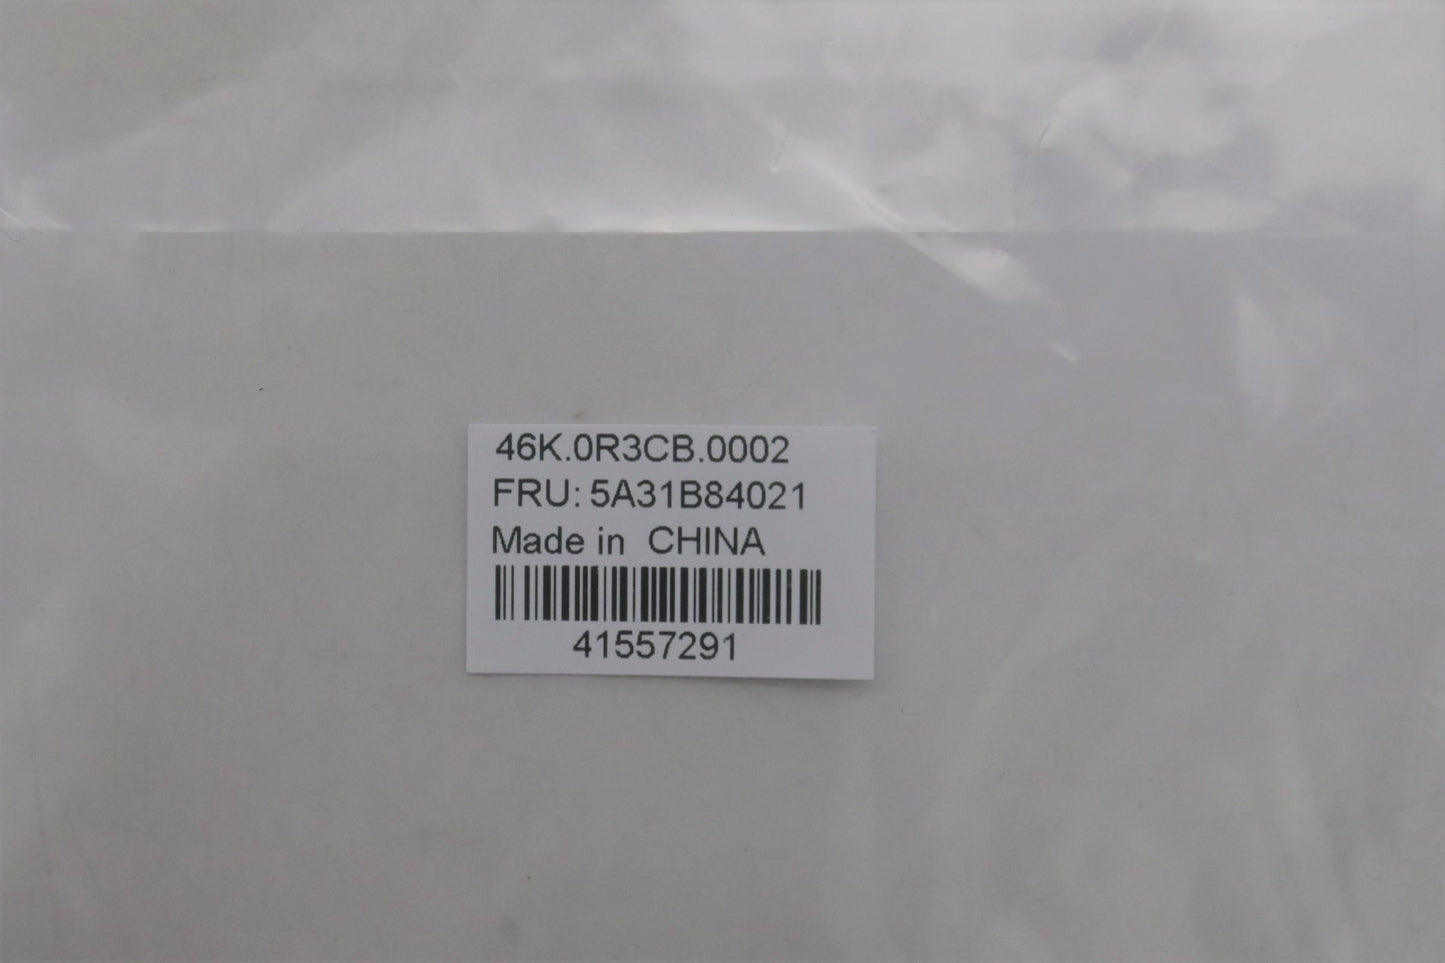 46K.0R3CB.0002
FRU: 5A31B84021
Made in CHINA
41557291